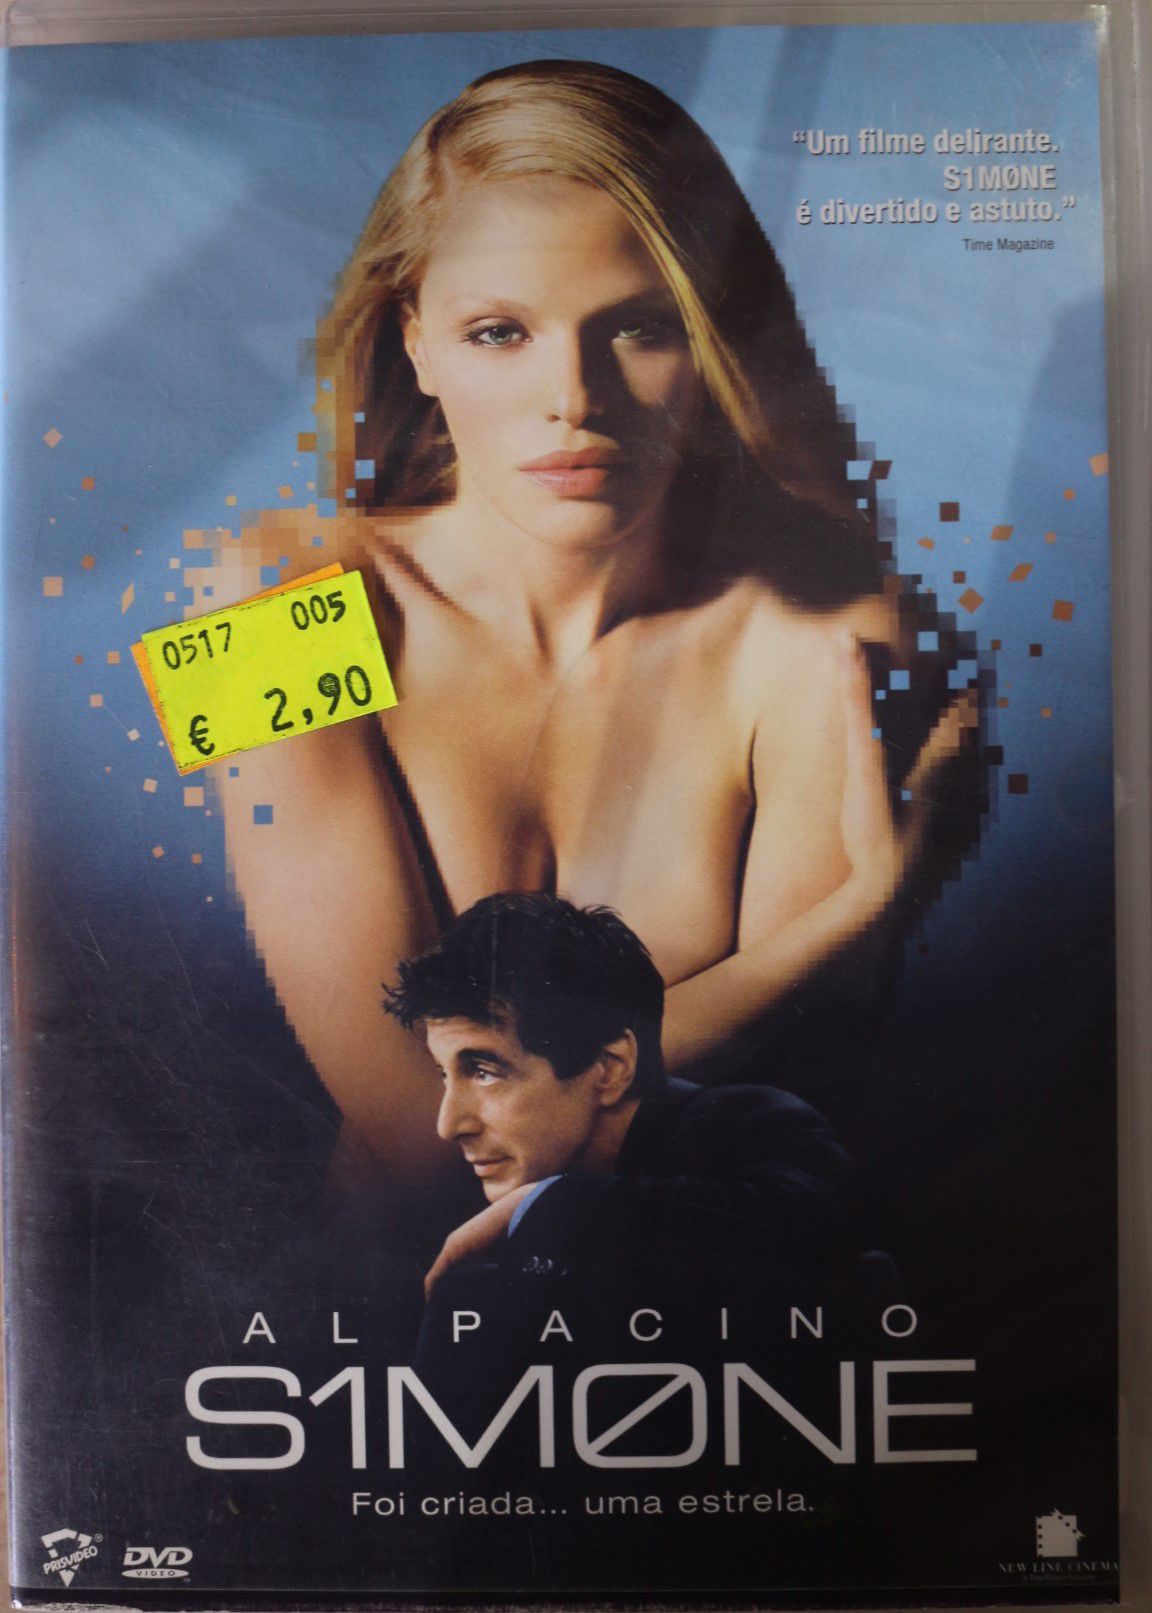 “Um filme delirante.
S1MØNE
é divertido e astuto.”
Time Magazine
0517 005
€ 2,90
AL PACINO
S1MØNE
Foi criada... uma estrela.
PRISVIDEO®
DVD
VIDEO
NEW LINE CINEMA